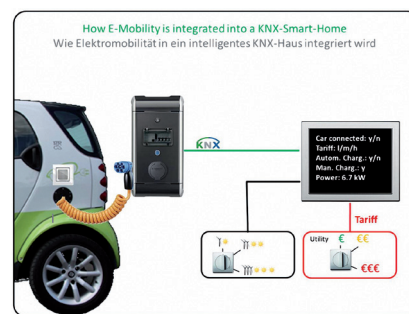 How E-Mobility is integrated into a KNX-Smart-Home
Wie Elektromobilität in ein intelligentes KNX-Haus integriert wird
KNX
Car connected: y/n
Tariff: l/m/h
Autom. Charg.: y/n
Man. Charg.: y
Power: 6.7 kW
Tariff
Utility € €€
€€€